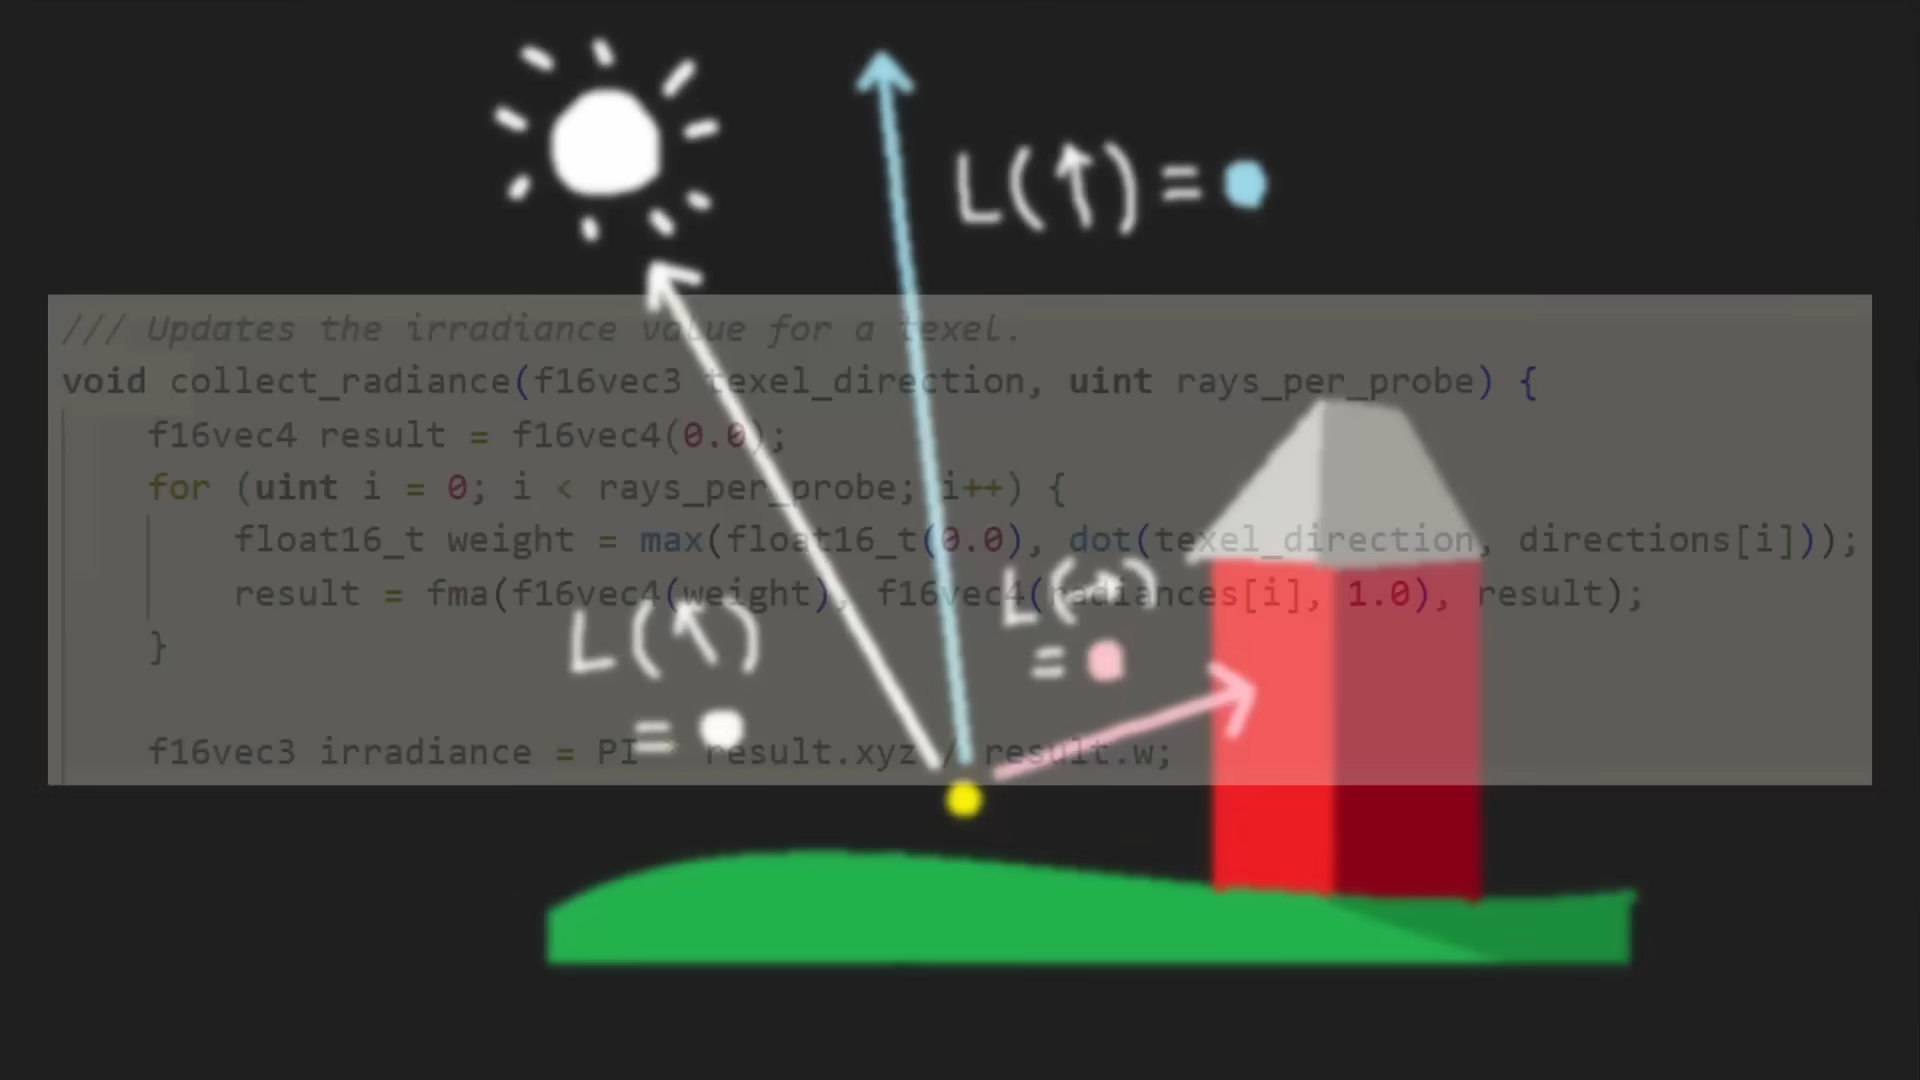 L(↑) = ●
/// Updates the irradiance value for a texel.
void collect_radiance(f16vec3 texel_direction, uint rays_per_probe) {
f16vec4 result = f16vec4(0.0);
for (uint i = 0; i < rays_per_probe; i++) {
float16_t weight = max(float16_t(0.0), dot(texel_direction, directions[i]));
result = fma(f16vec4(weight), f16vec4(radiances[i], 1.0), result);
}
f16vec3 irradiance = PI * result.xyz / result.w;
L(→)
= ●
L(↖)
= ●